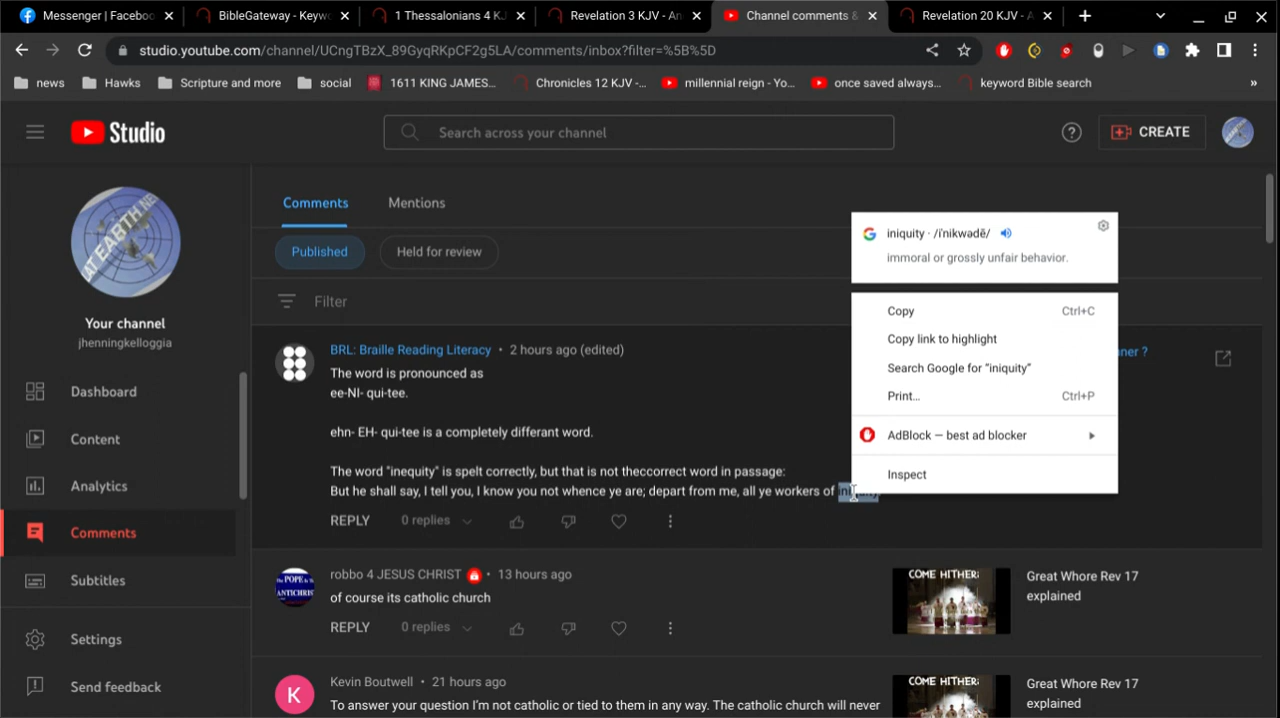 Messenger | Faceboo
BibleGateway - Keyw
1 Thessalonians 4 KJ
Revelation 3 KJV - An
Channel comments &
Revelation 20 KJV - A
studio.youtube.com/channel/UCngTBzX_89GyqRKpCF2g5LA/comments/inbox?filter=%5B%5D
news
Hawks
Scripture and more
social
1611 KING JAMES...
Chronicles 12 KJV -...
millennial reign - Yo...
once saved always...
keyword Bible search
»
Studio
Search across your channel
CREATE
AT EARTH NE
Your channel
jhenningkelloggia
Dashboard
Content
Analytics
Comments
Subtitles
Settings
Send feedback
Comments
Mentions
Published
Held for review
Filter
BRL: Braille Reading Literacy • 2 hours ago (edited)
The word is pronounced as
ee-NI- qui-tee.
ehn- EH- qui-tee is a completely differant word.
The word "inequity" is spelt correctly, but that is not theccorrect word in passage:
But he shall say, I tell you, I know you not whence ye are; depart from me, all ye workers of iniquity.
REPLY
0 replies
ner ?
iniquity · /iˈnikwədē/
immoral or grossly unfair behavior.
Copy Ctrl+C
Copy link to highlight
Search Google for “iniquity”
Print... Ctrl+P
AdBlock — best ad blocker
Inspect
POPE
ANTICHRIS
robbo 4 JESUS CHRIST • 13 hours ago
of course its catholic church
REPLY
0 replies
COME HITHER;
Great Whore Rev 17
explained
K
Kevin Boutwell • 21 hours ago
To answer your question I'm not catholic or tied to them in any way. The catholic church will never
COME HITHER;
Great Whore Rev 17
explained